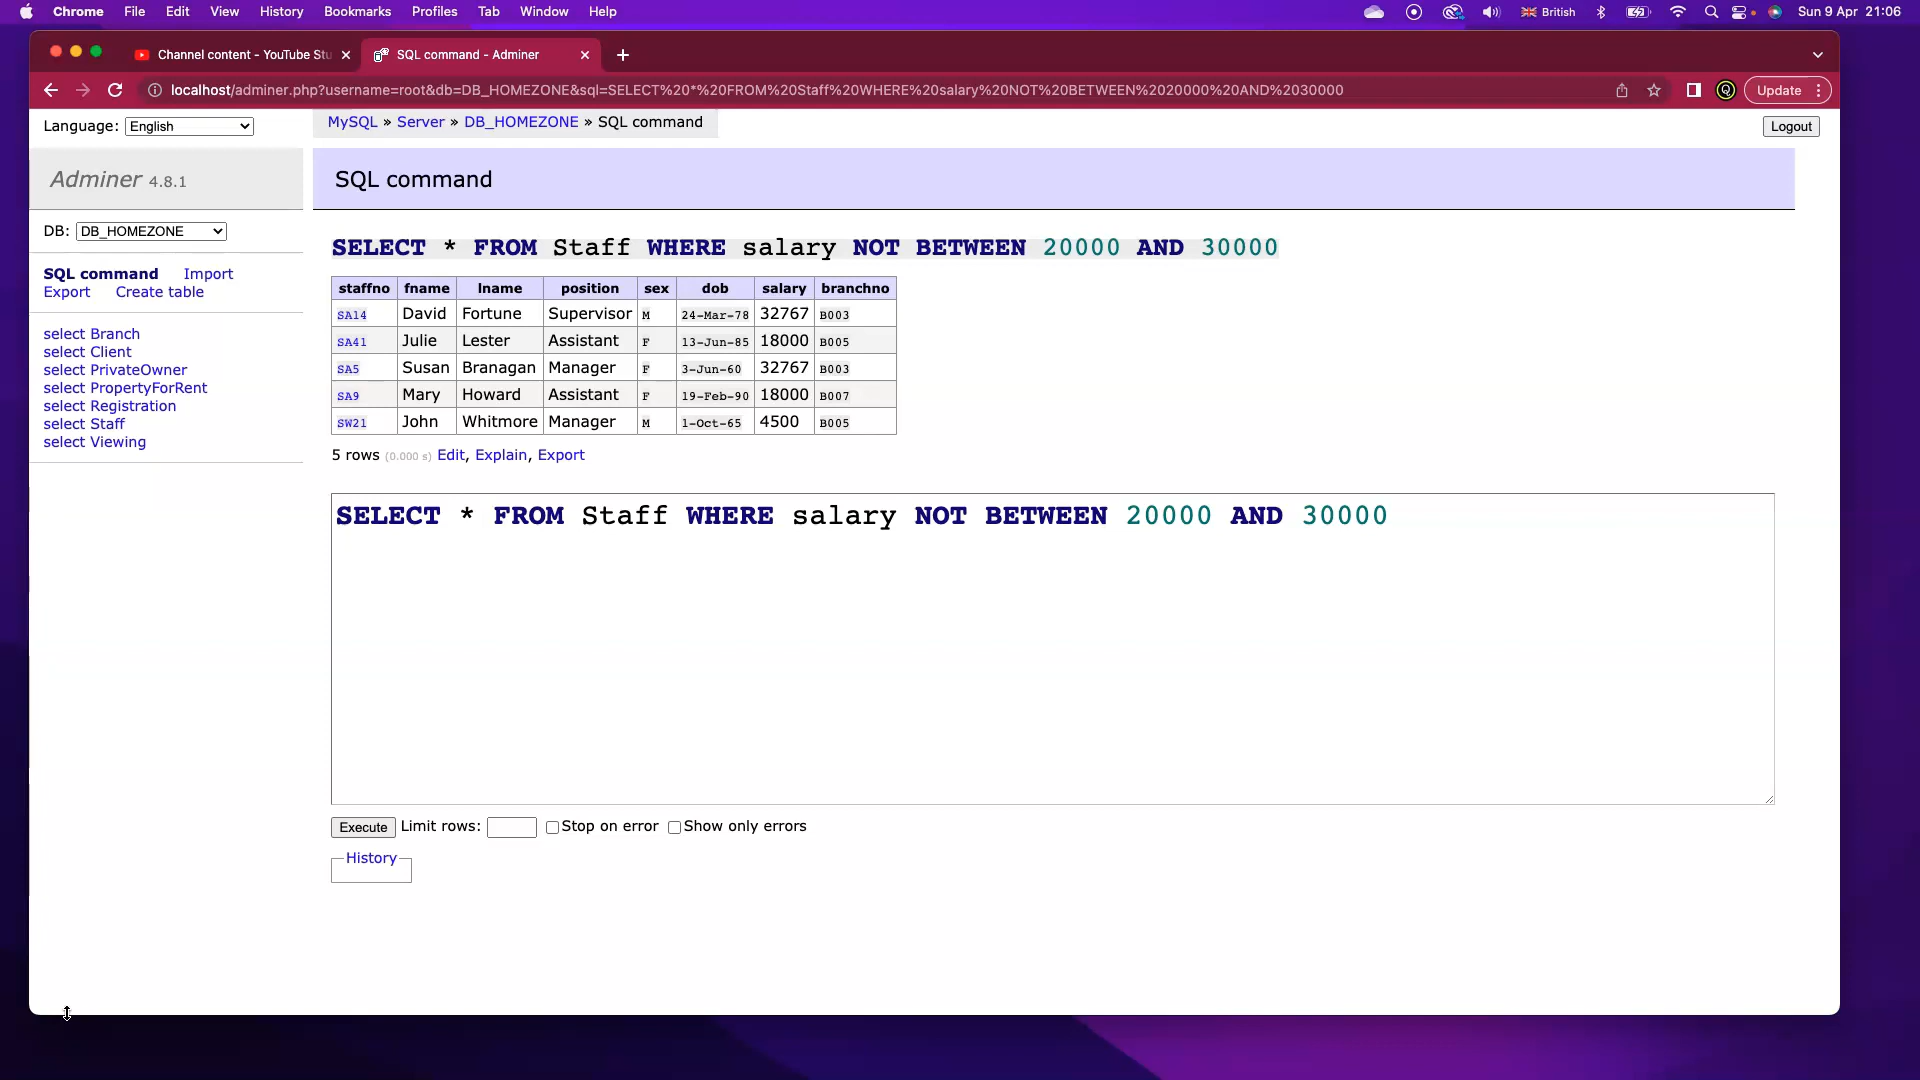 Chrome File Edit View History Bookmarks Profiles Tab Window Help British Sun 9 Apr 21:06
Channel content - YouTube Stu SQL command - Adminer
localhost/adminer.php?username=root&db=DB_HOMEZONE&sql=SELECT%20*%20FROM%20Staff%20WHERE%20salary%20NOT%20BETWEEN%2020000%20AND%2030000 Update
Language: English
MySQL » Server » DB_HOMEZONE » SQL command
Logout
Adminer 4.8.1
SQL command
DB: DB_HOMEZONE
SQL command Import
Export Create table
select Branch
select Client
select PrivateOwner
select PropertyForRent
select Registration
select Staff
select Viewing
SELECT * FROM Staff WHERE salary NOT BETWEEN 20000 AND 30000
staffno fname lname position sex dob salary branchno
SA14 David Fortune Supervisor M 24-Mar-78 32767 B003
SA41 Julie Lester Assistant F 13-Jun-85 18000 B005
SA5 Susan Branagan Manager F 3-Jun-60 32767 B003
SA9 Mary Howard Assistant F 19-Feb-90 18000 B007
SW21 John Whitmore Manager M 1-Oct-65 4500 B005
5 rows (0.000 s) Edit, Explain, Export
SELECT * FROM Staff WHERE salary NOT BETWEEN 20000 AND 30000
Execute Limit rows: Stop on error Show only errors
History